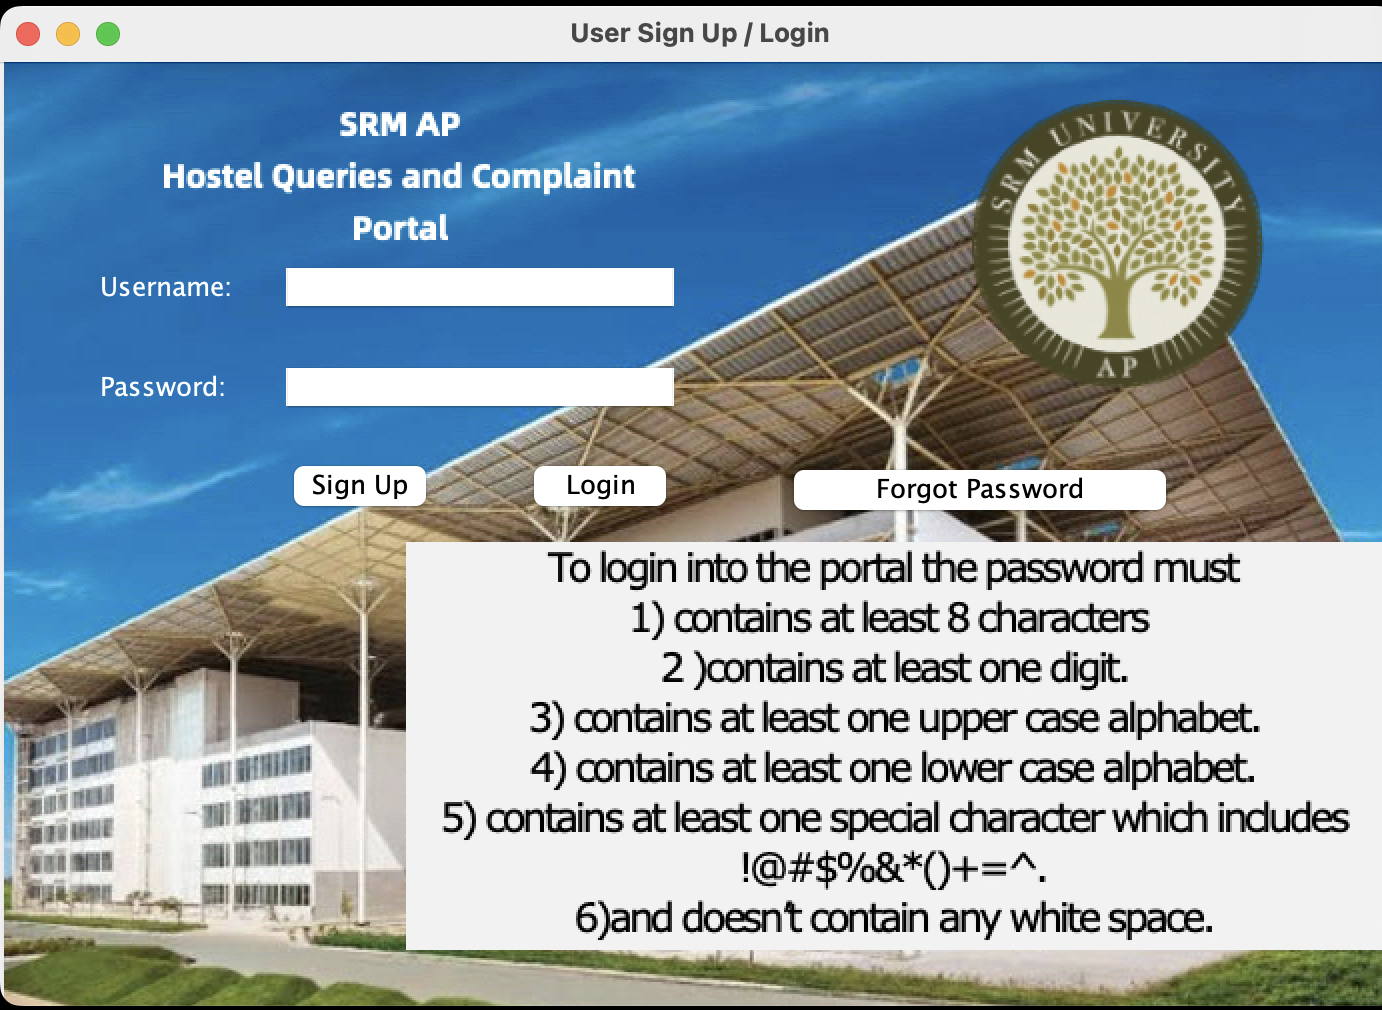 User Sign Up / Login
SRM AP
Hostel Queries and Complaint
Portal
SRM UNIVERSITY
AP
Username:
Password:
Sign Up
Login
Forgot Password
To login into the portal the password must
1) contains at least 8 characters
2 )contains at least one digit.
3) contains at least one upper case alphabet.
4) contains at least one lower case alphabet.
5) contains at least one special character which includes
!@#$%&*()+=^.
6)and doesn't contain any white space.